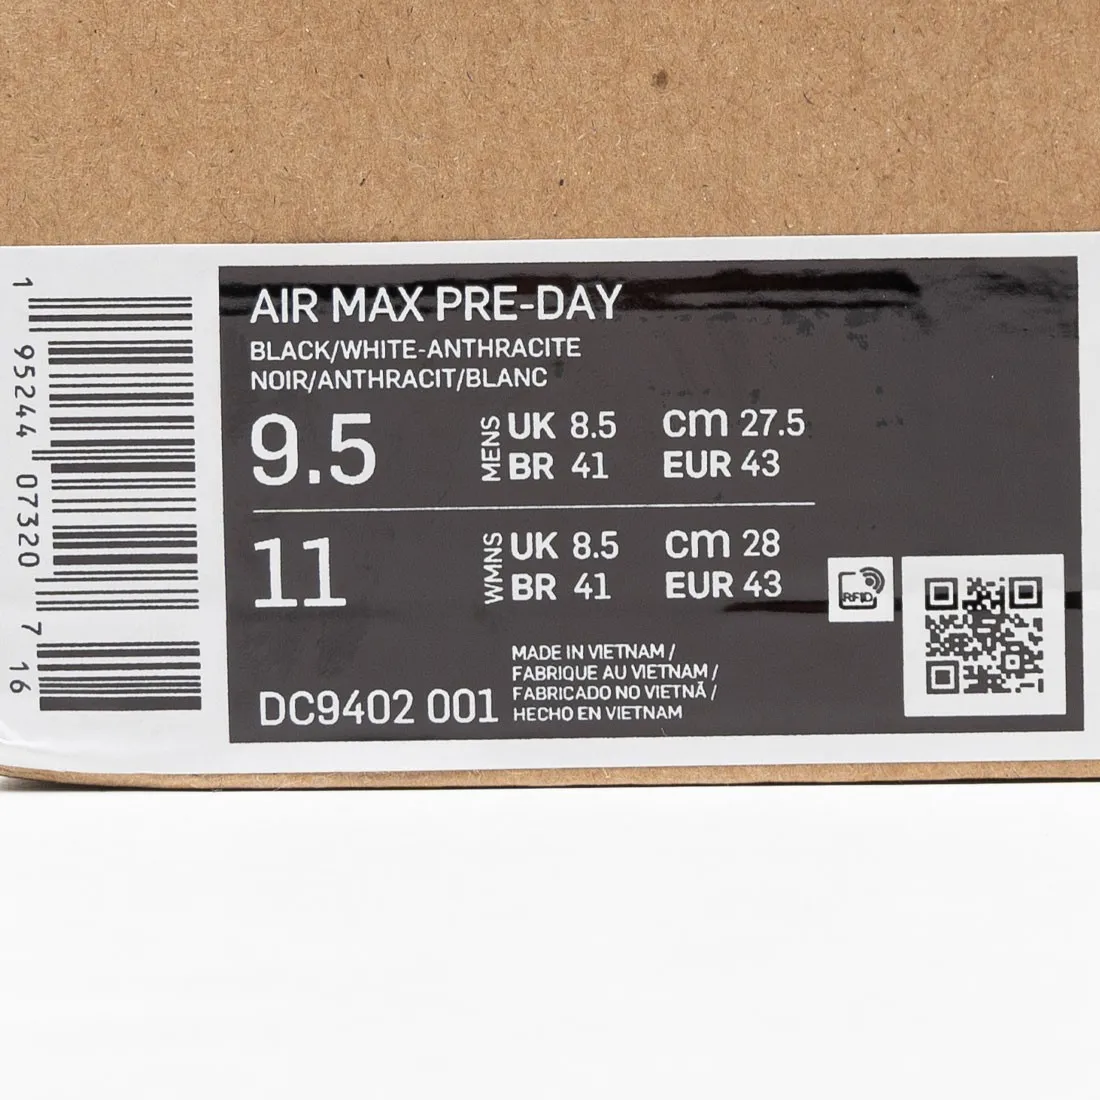 AIR MAX PRE-DAY
BLACK/WHITE-ANTHRACITE
NOIR/ANTHRACIT/BLANC
9.5 MENS UK 8.5 CM 27.5
BR 41 EUR 43
11 WMNS UK 8.5 CM 28
BR 41 EUR 43
RFID
MADE IN VIETNAM /
FABRIQUE AU VIETNAM /
FABRICADO NO VIETNÃ /
HECHO EN VIETNAM
DC9402 001
1 95244 07320 7 16